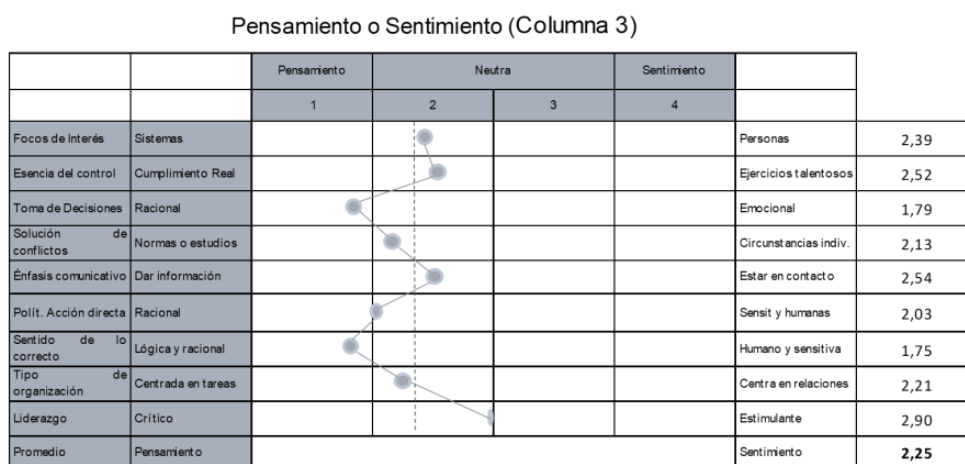 Pensamiento o Sentimiento (Columna 3)
Pensamiento Neutra Sentimiento
1 2 3 4
Focos de Interés Sistemas Personas 2,39
Esencia del control Cumplimiento Real Ejercicios talentosos 2,52
Toma de Decisiones Racional Emocional 1,79
Solución de
conflictos Normas o estudios Circunstancias indiv. 2,13
Énfasis comunicativo Dar información Estar en contacto 2,54
Polít. Acción directa Racional Sensit y humanas 2,03
Sentido de lo
correcto Lógica y racional Humano y sensitiva 1,75
Tipo de
organización Centrada en tareas Centra en relaciones 2,21
Liderazgo Crítico Estimulante 2,90
Promedio Pensamiento Sentimiento 2,25